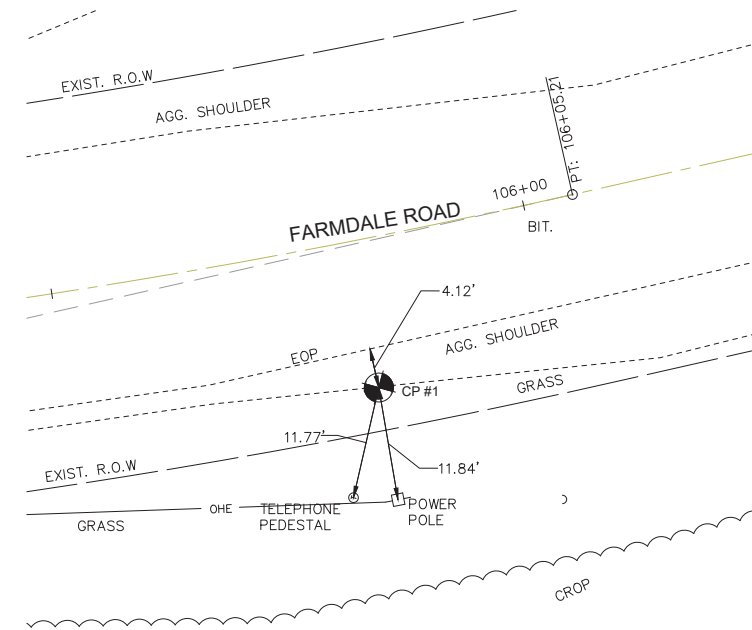 EXIST. R.O.W
AGG. SHOULDER
PT: 106+05.21
106+00
FARMDALE ROAD
BIT.
4.12'
EOP
AGG. SHOULDER
CP #1
GRASS
11.77'
EXIST. R.O.W
11.84'
OHE
TELEPHONE
PEDESTAL
POWER
POLE
GRASS
CROP